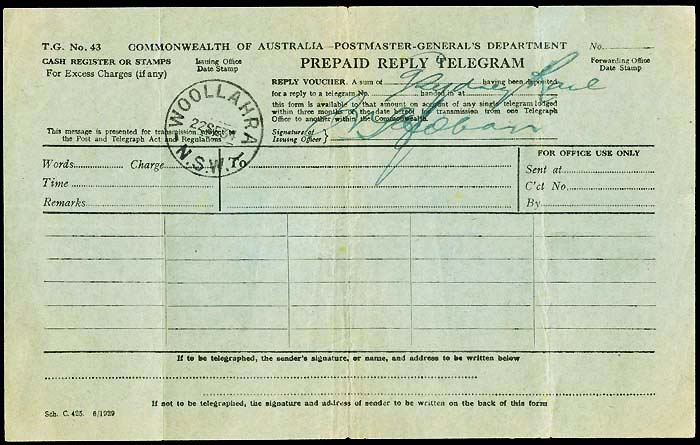 T.G. No. 43 COMMONWEALTH OF AUSTRALIA—POSTMASTER-GENERAL'S DEPARTMENT No.
CASH REGISTER OR STAMPS
For Excess Charges (if any)
Issuing Office
Date Stamp
PREPAID REPLY TELEGRAM
Forwarding Office
Date Stamp
REPLY VOUCHER. A sum of having been deposited
for a reply to a telegram No. handed in at
this form is available to that amount on account of any single telegram lodged
within three months of the date hereof for transmission from one Telegraph
Office to another within the Commonwealth.
Signature of
Issuing Officer
WOOLLAHRA
N.S.W.
This message is presented for transmission subject to
the Post and Telegraph Act and Regulations
Words Charge To
Time
Remarks
FOR OFFICE USE ONLY
Sent at
C'ct No.
By
If to be telegraphed, the sender's signature, or name, and address to be written below
If not to be telegraphed, the signature and address of sender to be written on the back of this form
Sch. C. 425. 6/1929